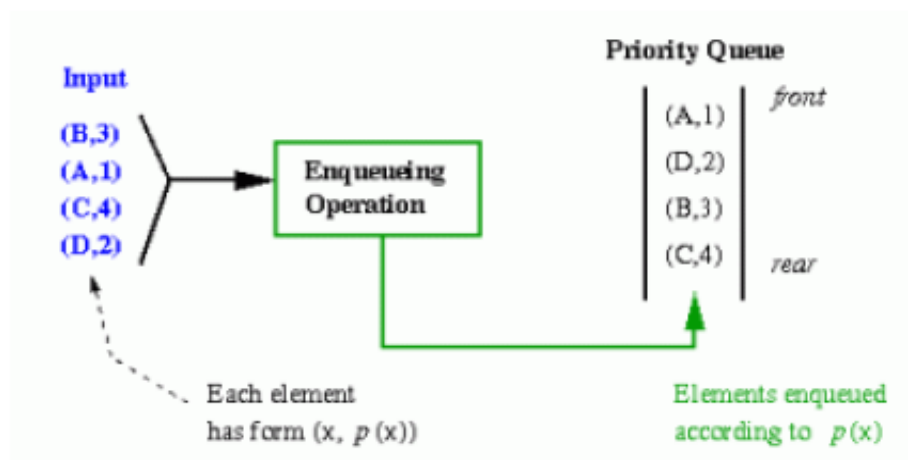 Input
(B,3)
(A,1)
(C,4)
(D,2)
Enqueueing
Operation
Priority Queue
front
(A,1)
(D,2)
(B,3)
(C,4)
rear
Each element
has form (x, p(x))
Elements enqueued
according to p(x)